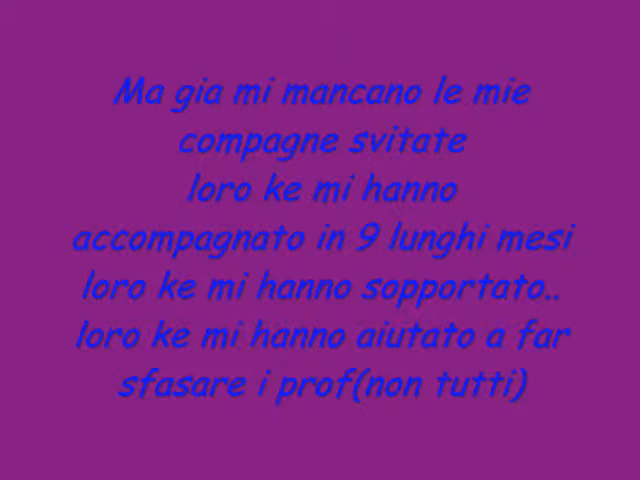 Ma gia mi mancano le mie
compagne svitate
loro ke mi hanno
accompagnato in 9 lunghi mesi
loro ke mi hanno sopportato..
loro ke mi hanno aiutato a far
sfasare i prof(non tutti)